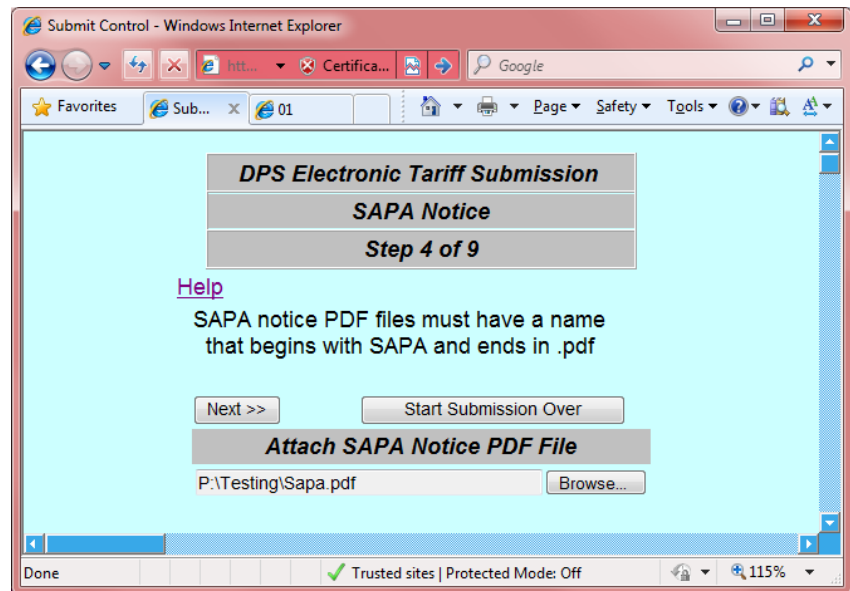 Submit Control - Windows Internet Explorer
htt... Certifica... Google
Favorites Sub... x 01 Page Safety Tools
DPS Electronic Tariff Submission
SAPA Notice
Step 4 of 9
Help
SAPA notice PDF files must have a name
that begins with SAPA and ends in .pdf
Next >> Start Submission Over
Attach SAPA Notice PDF File
P:\Testing\Sapa.pdf Browse...
Done Trusted sites | Protected Mode: Off 115%